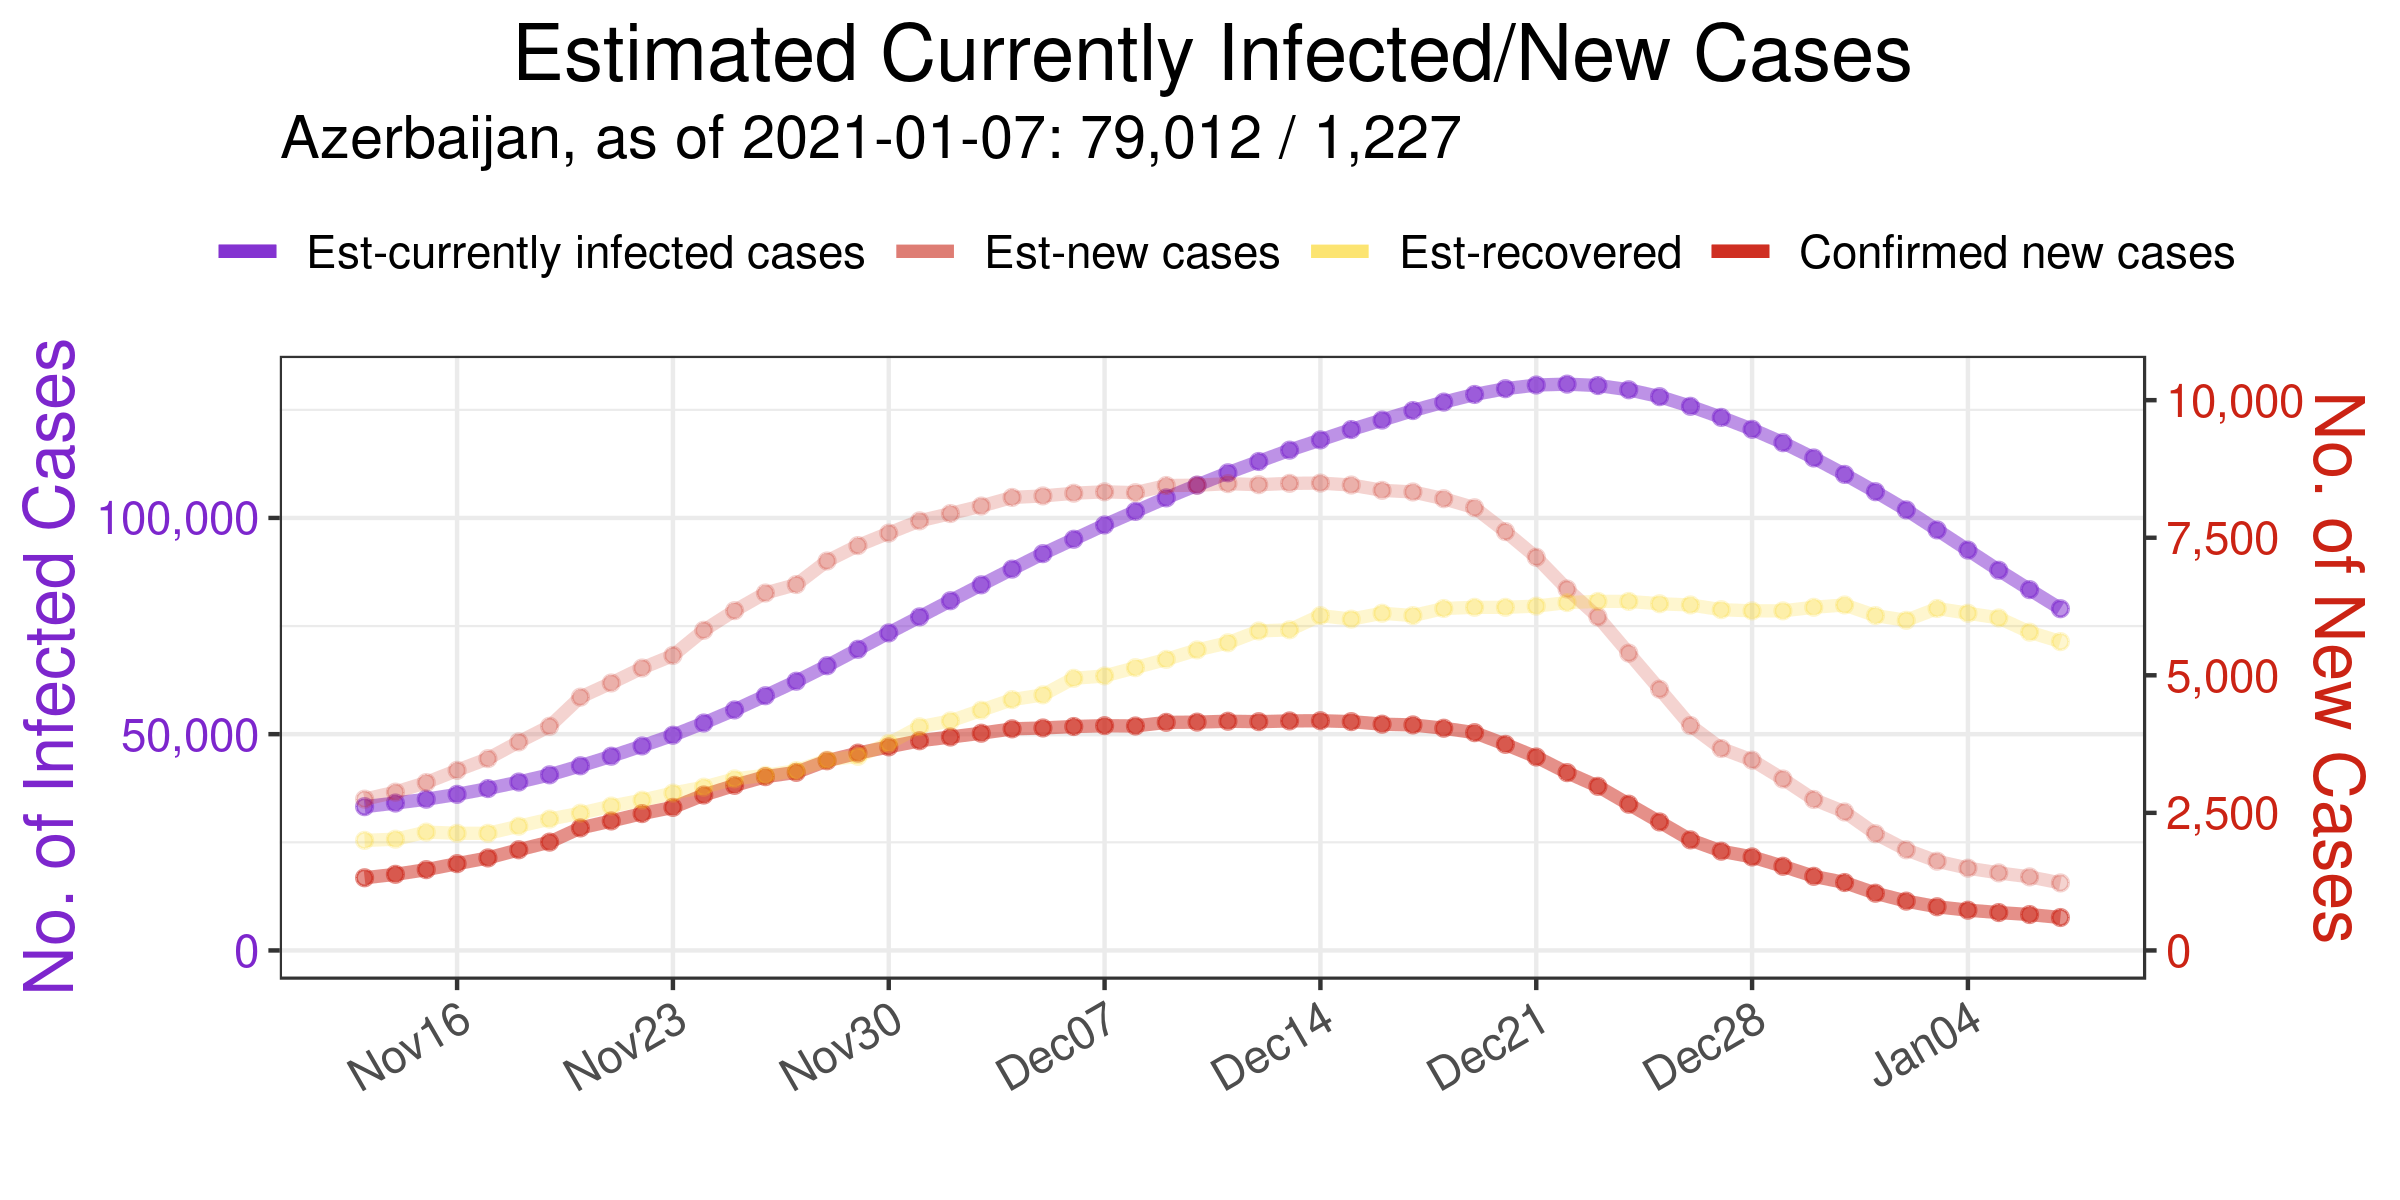 Estimated Currently Infected/New Cases
Azerbaijan, as of 2021-01-07: 79,012 / 1,227
Est-currently infected cases Est-new cases Est-recovered Confirmed new cases
No. of Infected Cases
100,000
50,000
0
10,000
7,500
5,000
2,500
0
No. of New Cases
Nov16 Nov23 Nov30 Dec07 Dec14 Dec21 Dec28 Jan04